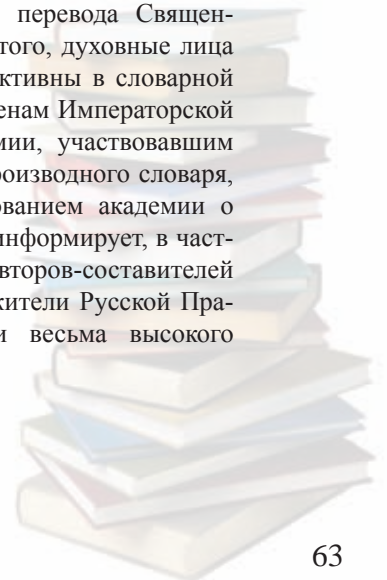 перевода Священ-
того, духовные лица
ктивны в словарной
енам Императорской
мии, участвовавшим
роизводного словаря,
ованием академии о
информирует, в част-
второв-составителей
жители Русской Пра-
и весьма высокого
63